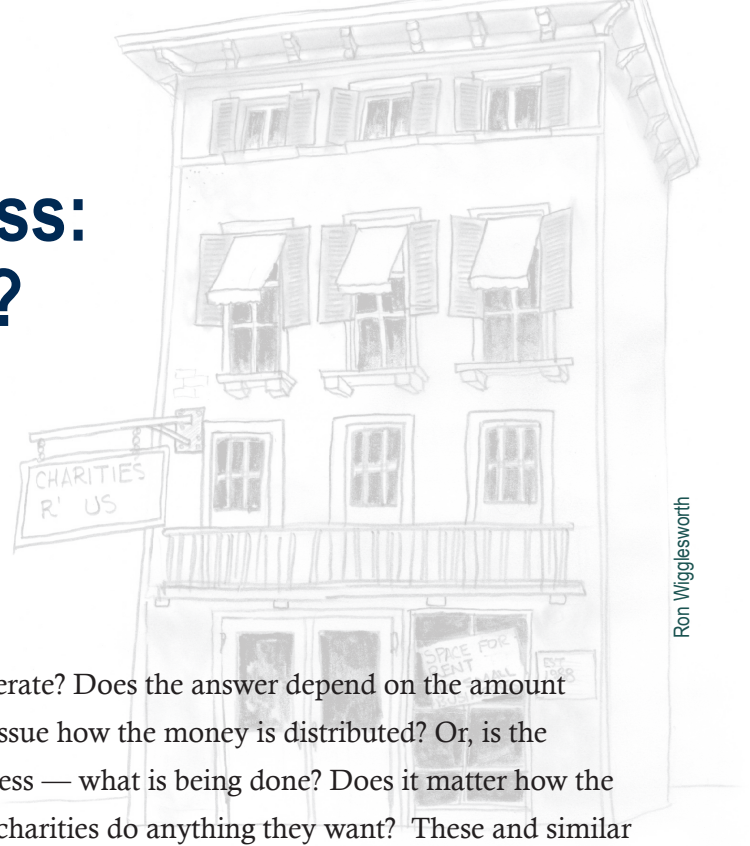 ss:
?
CHARITIES
R' US
Ron Wigglesworth
SPACE FOR
RENT
EST
1988
erate? Does the answer depend on the amount
ssue how the money is distributed? Or, is the
ess — what is being done? Does it matter how the
charities do anything they want? These and similar